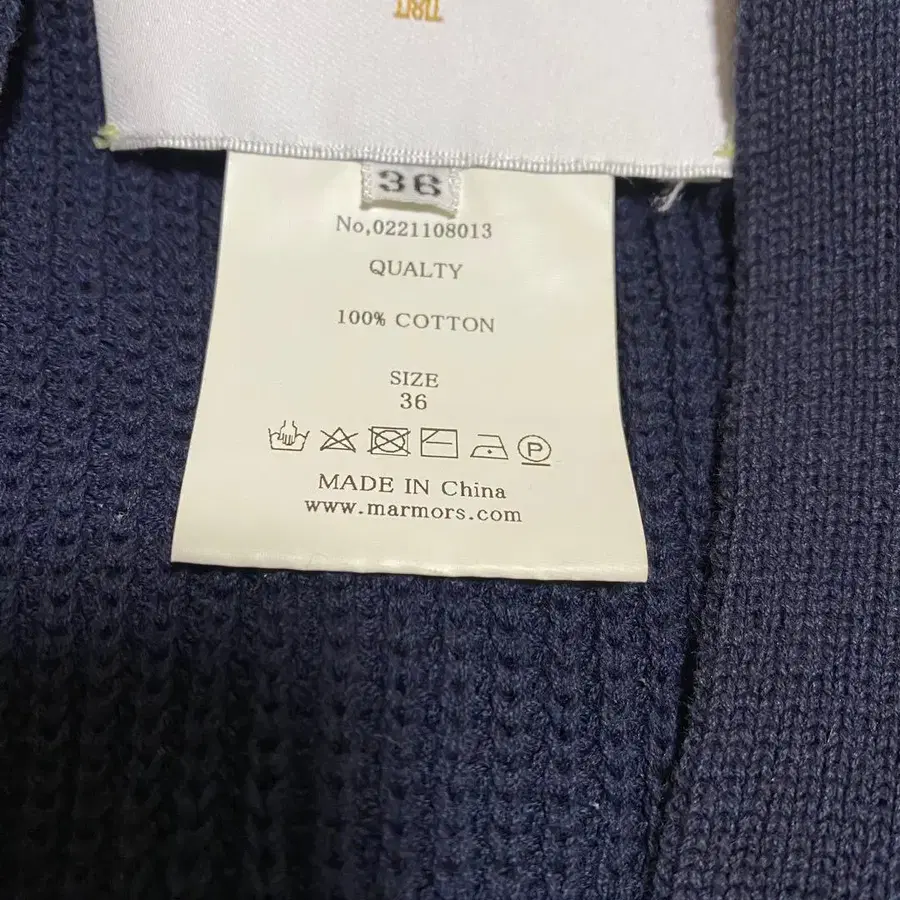 36
No,0221108013
QUALTY
100% COTTON
SIZE
36
P
MADE IN China
www.marmors.com